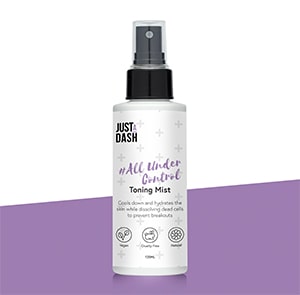 JUST A
DASH
#All Under
Control
Toning Mist
Cools down and hydrates the
skin while dissolving dead-cells
to prevent breakouts.
Vegan
Cruelty Free
100ML